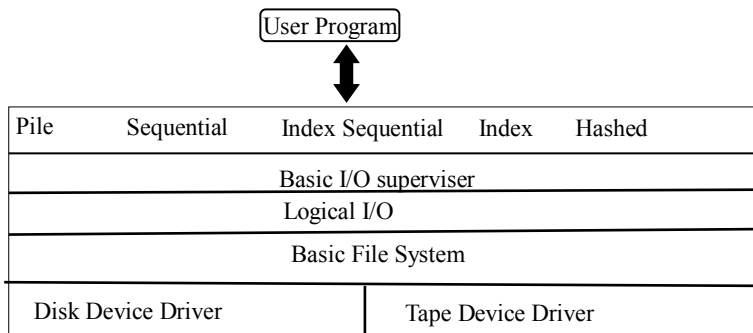 User Program
Pile Sequential Index Sequential Index Hashed
Basic I/O superviser
Logical I/O
Basic File System
Disk Device Driver Tape Device Driver